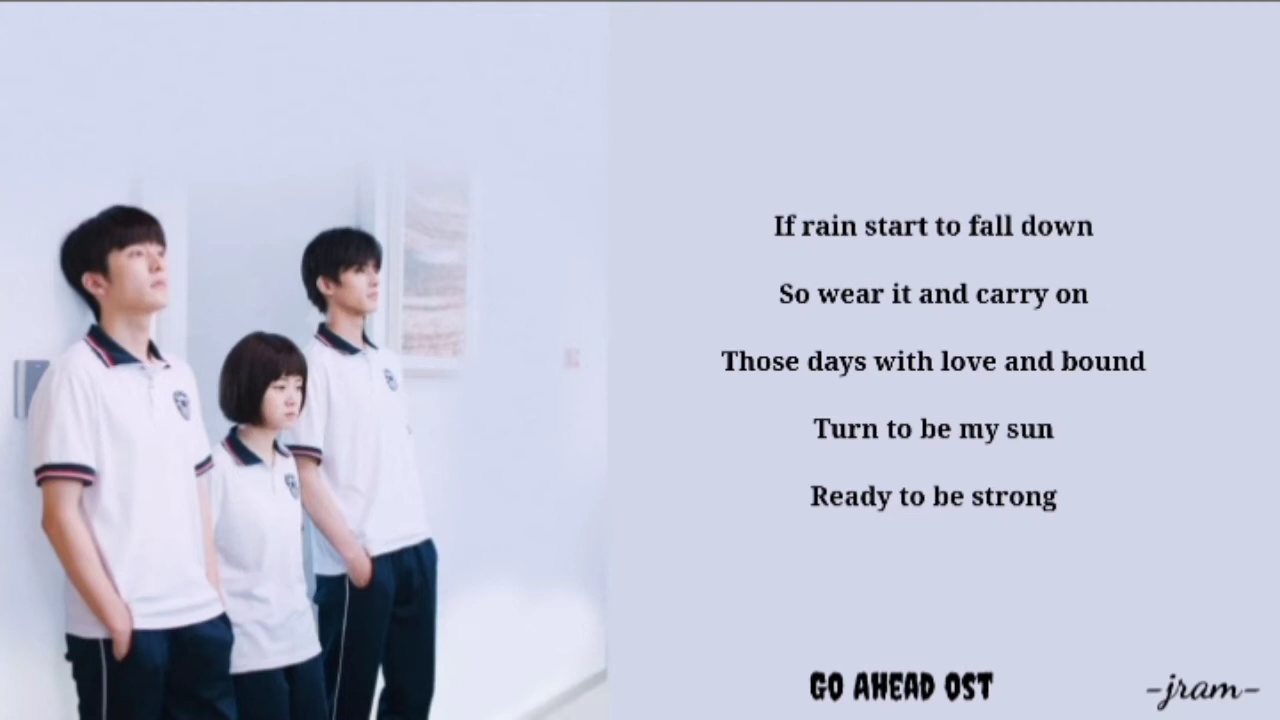 If rain start to fall down
So wear it and carry on
Those days with love and bound
Turn to be my sun
Ready to be strong
GO AHEAD OST
-jram-